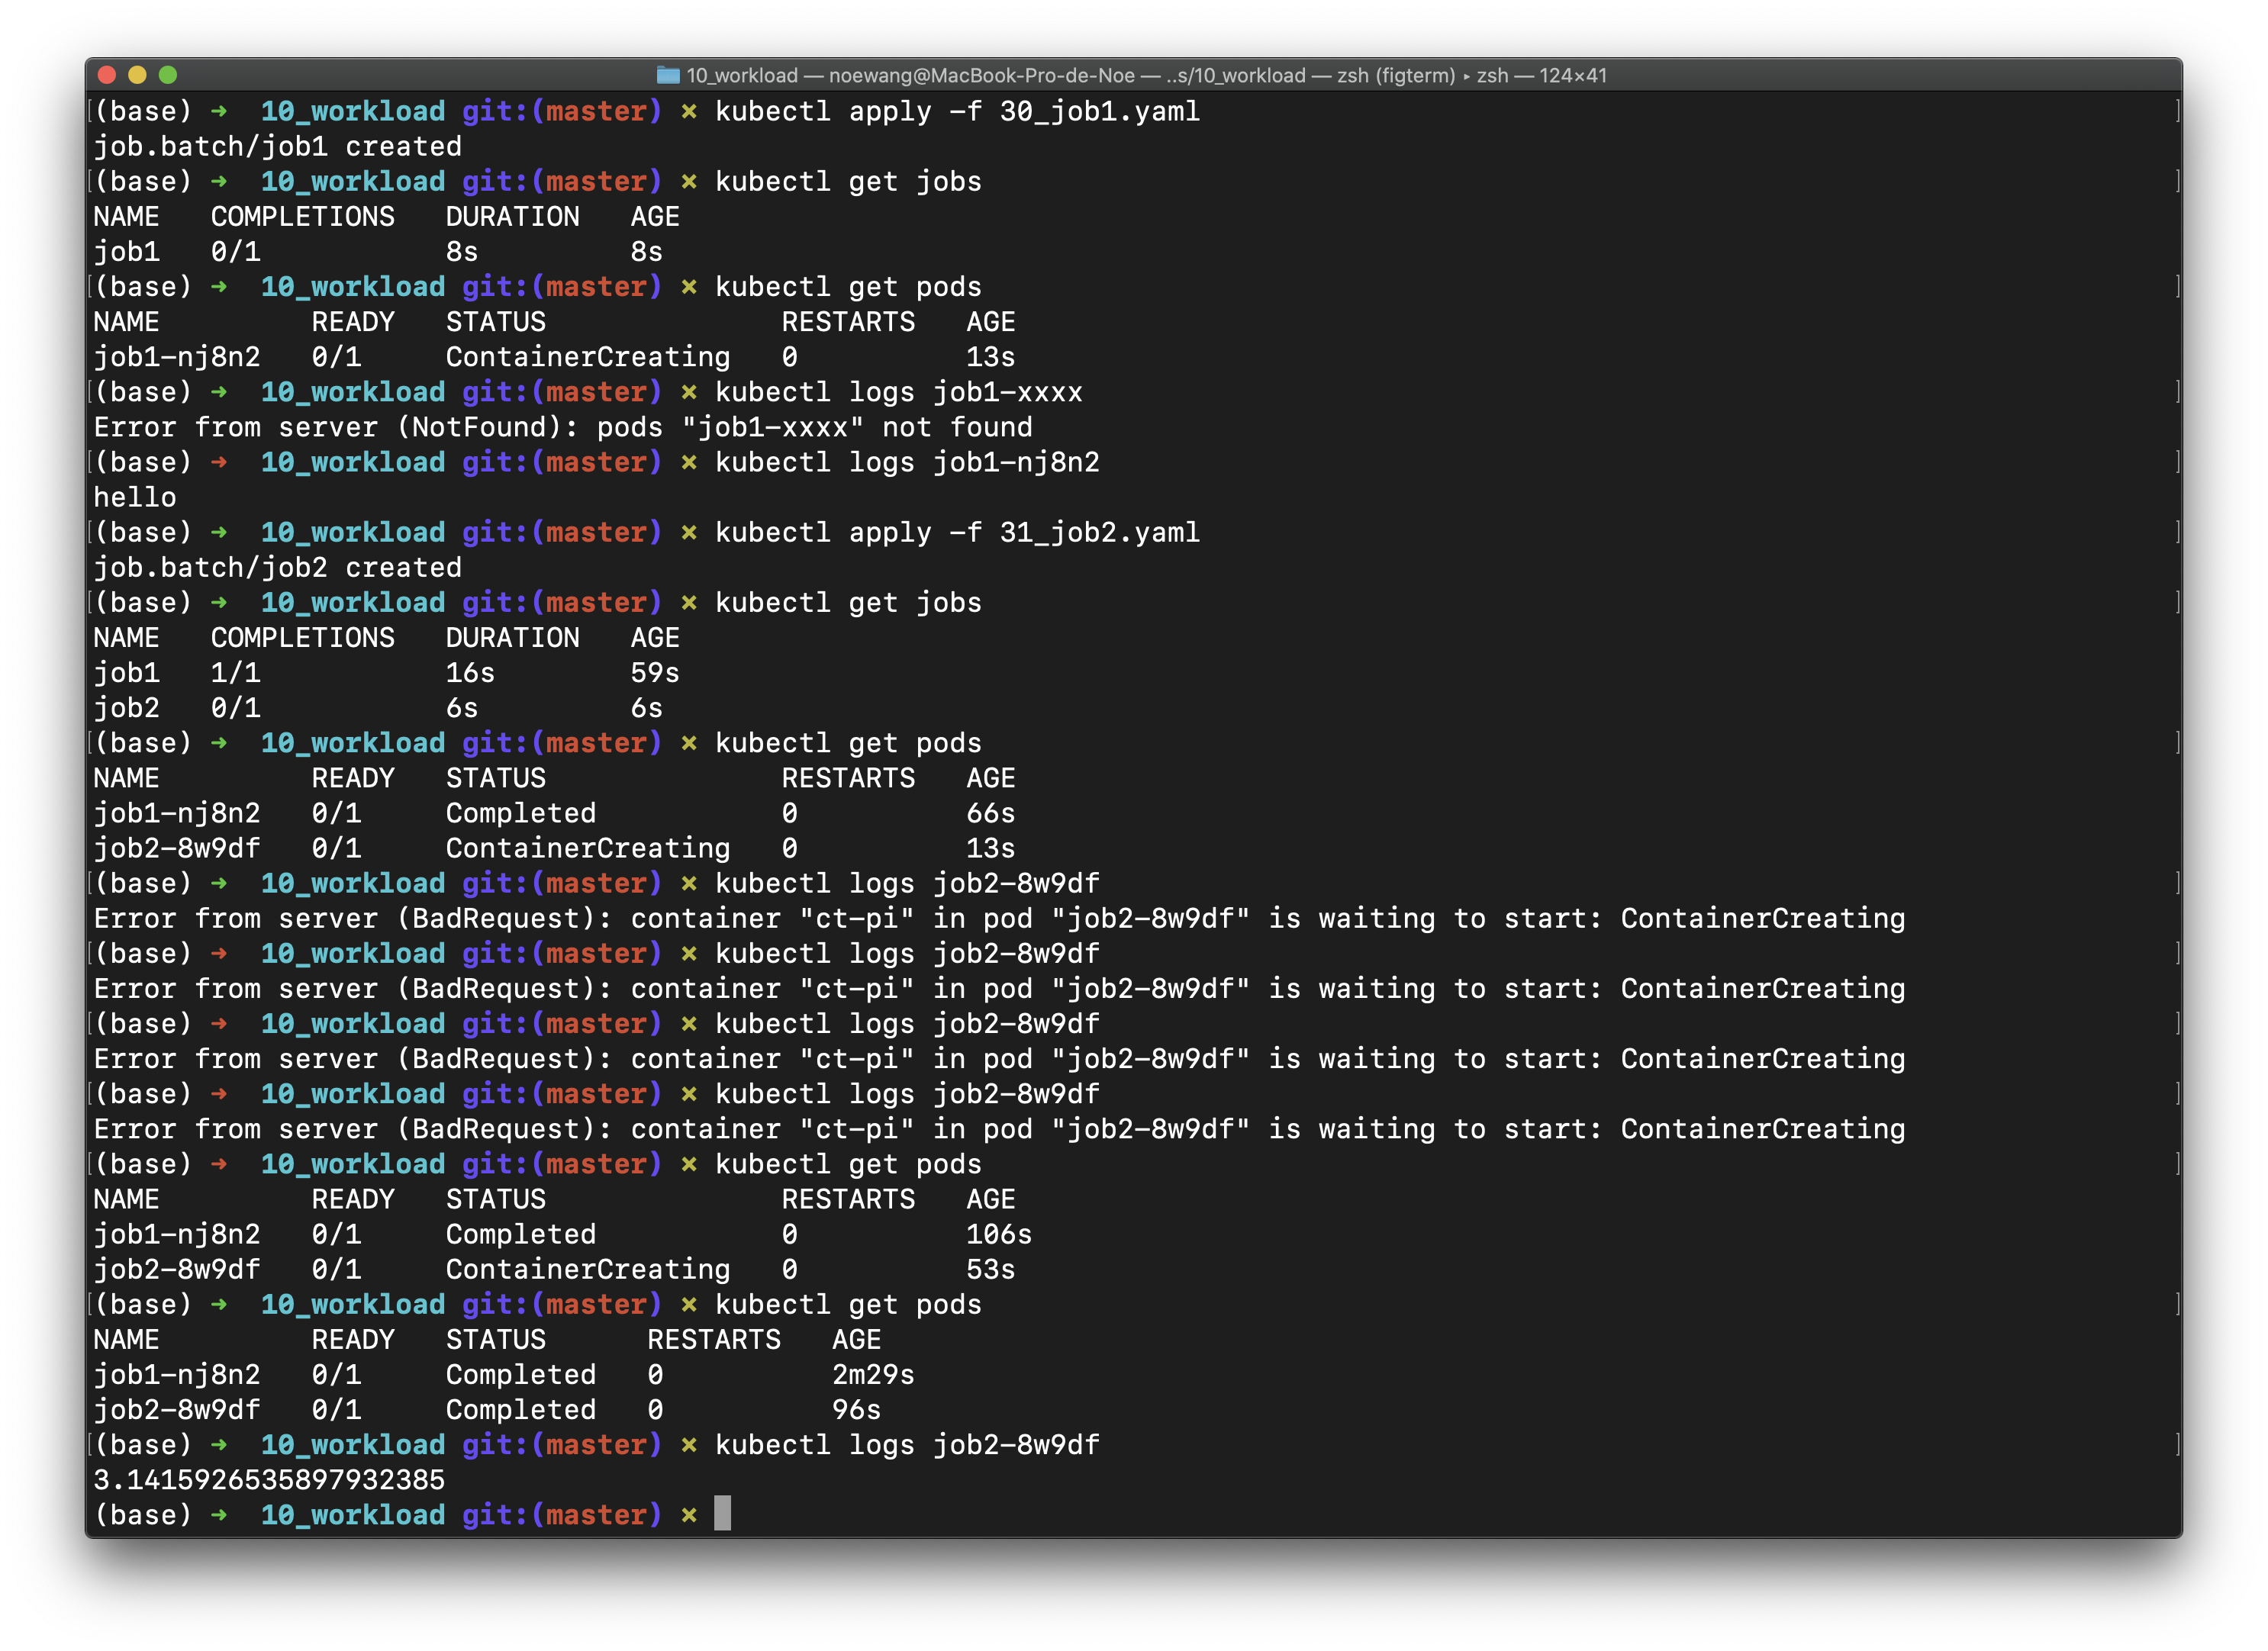 10_workload — noewang@MacBook-Pro-de-Noe — ..s/10_workload — zsh (figterm) ▸ zsh — 124×41
(base) ➜  10_workload git:(master) ✗ kubectl apply -f 30_job1.yaml
job.batch/job1 created
(base) ➜  10_workload git:(master) ✗ kubectl get jobs
NAME   COMPLETIONS   DURATION   AGE
job1   0/1           8s         8s
(base) ➜  10_workload git:(master) ✗ kubectl get pods
NAME         READY   STATUS              RESTARTS   AGE
job1-nj8n2   0/1     ContainerCreating   0          13s
(base) ➜  10_workload git:(master) ✗ kubectl logs job1-xxxx
Error from server (NotFound): pods "job1-xxxx" not found
(base) ➜  10_workload git:(master) ✗ kubectl logs job1-nj8n2
hello
(base) ➜  10_workload git:(master) ✗ kubectl apply -f 31_job2.yaml
job.batch/job2 created
(base) ➜  10_workload git:(master) ✗ kubectl get jobs
NAME   COMPLETIONS   DURATION   AGE
job1   1/1           16s        59s
job2   0/1           6s         6s
(base) ➜  10_workload git:(master) ✗ kubectl get pods
NAME         READY   STATUS              RESTARTS   AGE
job1-nj8n2   0/1     Completed           0          66s
job2-8w9df   0/1     ContainerCreating   0          13s
(base) ➜  10_workload git:(master) ✗ kubectl logs job2-8w9df
Error from server (BadRequest): container "ct-pi" in pod "job2-8w9df" is waiting to start: ContainerCreating
(base) ➜  10_workload git:(master) ✗ kubectl logs job2-8w9df
Error from server (BadRequest): container "ct-pi" in pod "job2-8w9df" is waiting to start: ContainerCreating
(base) ➜  10_workload git:(master) ✗ kubectl logs job2-8w9df
Error from server (BadRequest): container "ct-pi" in pod "job2-8w9df" is waiting to start: ContainerCreating
(base) ➜  10_workload git:(master) ✗ kubectl logs job2-8w9df
Error from server (BadRequest): container "ct-pi" in pod "job2-8w9df" is waiting to start: ContainerCreating
(base) ➜  10_workload git:(master) ✗ kubectl get pods
NAME         READY   STATUS              RESTARTS   AGE
job1-nj8n2   0/1     Completed           0          106s
job2-8w9df   0/1     ContainerCreating   0          53s
(base) ➜  10_workload git:(master) ✗ kubectl get pods
NAME         READY   STATUS      RESTARTS   AGE
job1-nj8n2   0/1     Completed   0          2m29s
job2-8w9df   0/1     Completed   0          96s
(base) ➜  10_workload git:(master) ✗ kubectl logs job2-8w9df
3.1415926535897932385
(base) ➜  10_workload git:(master) ✗